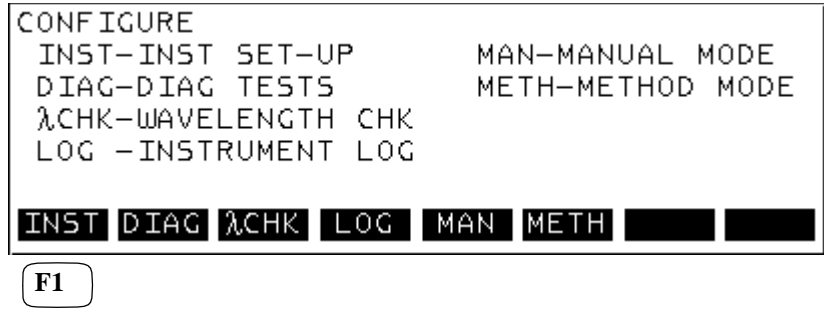 CONFIGURE
INST-INST SET-UP MAN-MANUAL MODE
DIAG-DIAG TESTS METH-METHOD MODE
λCHK-WAVELENGTH CHK
LOG -INSTRUMENT LOG
INST DIAG λCHK LOG MAN METH
F1